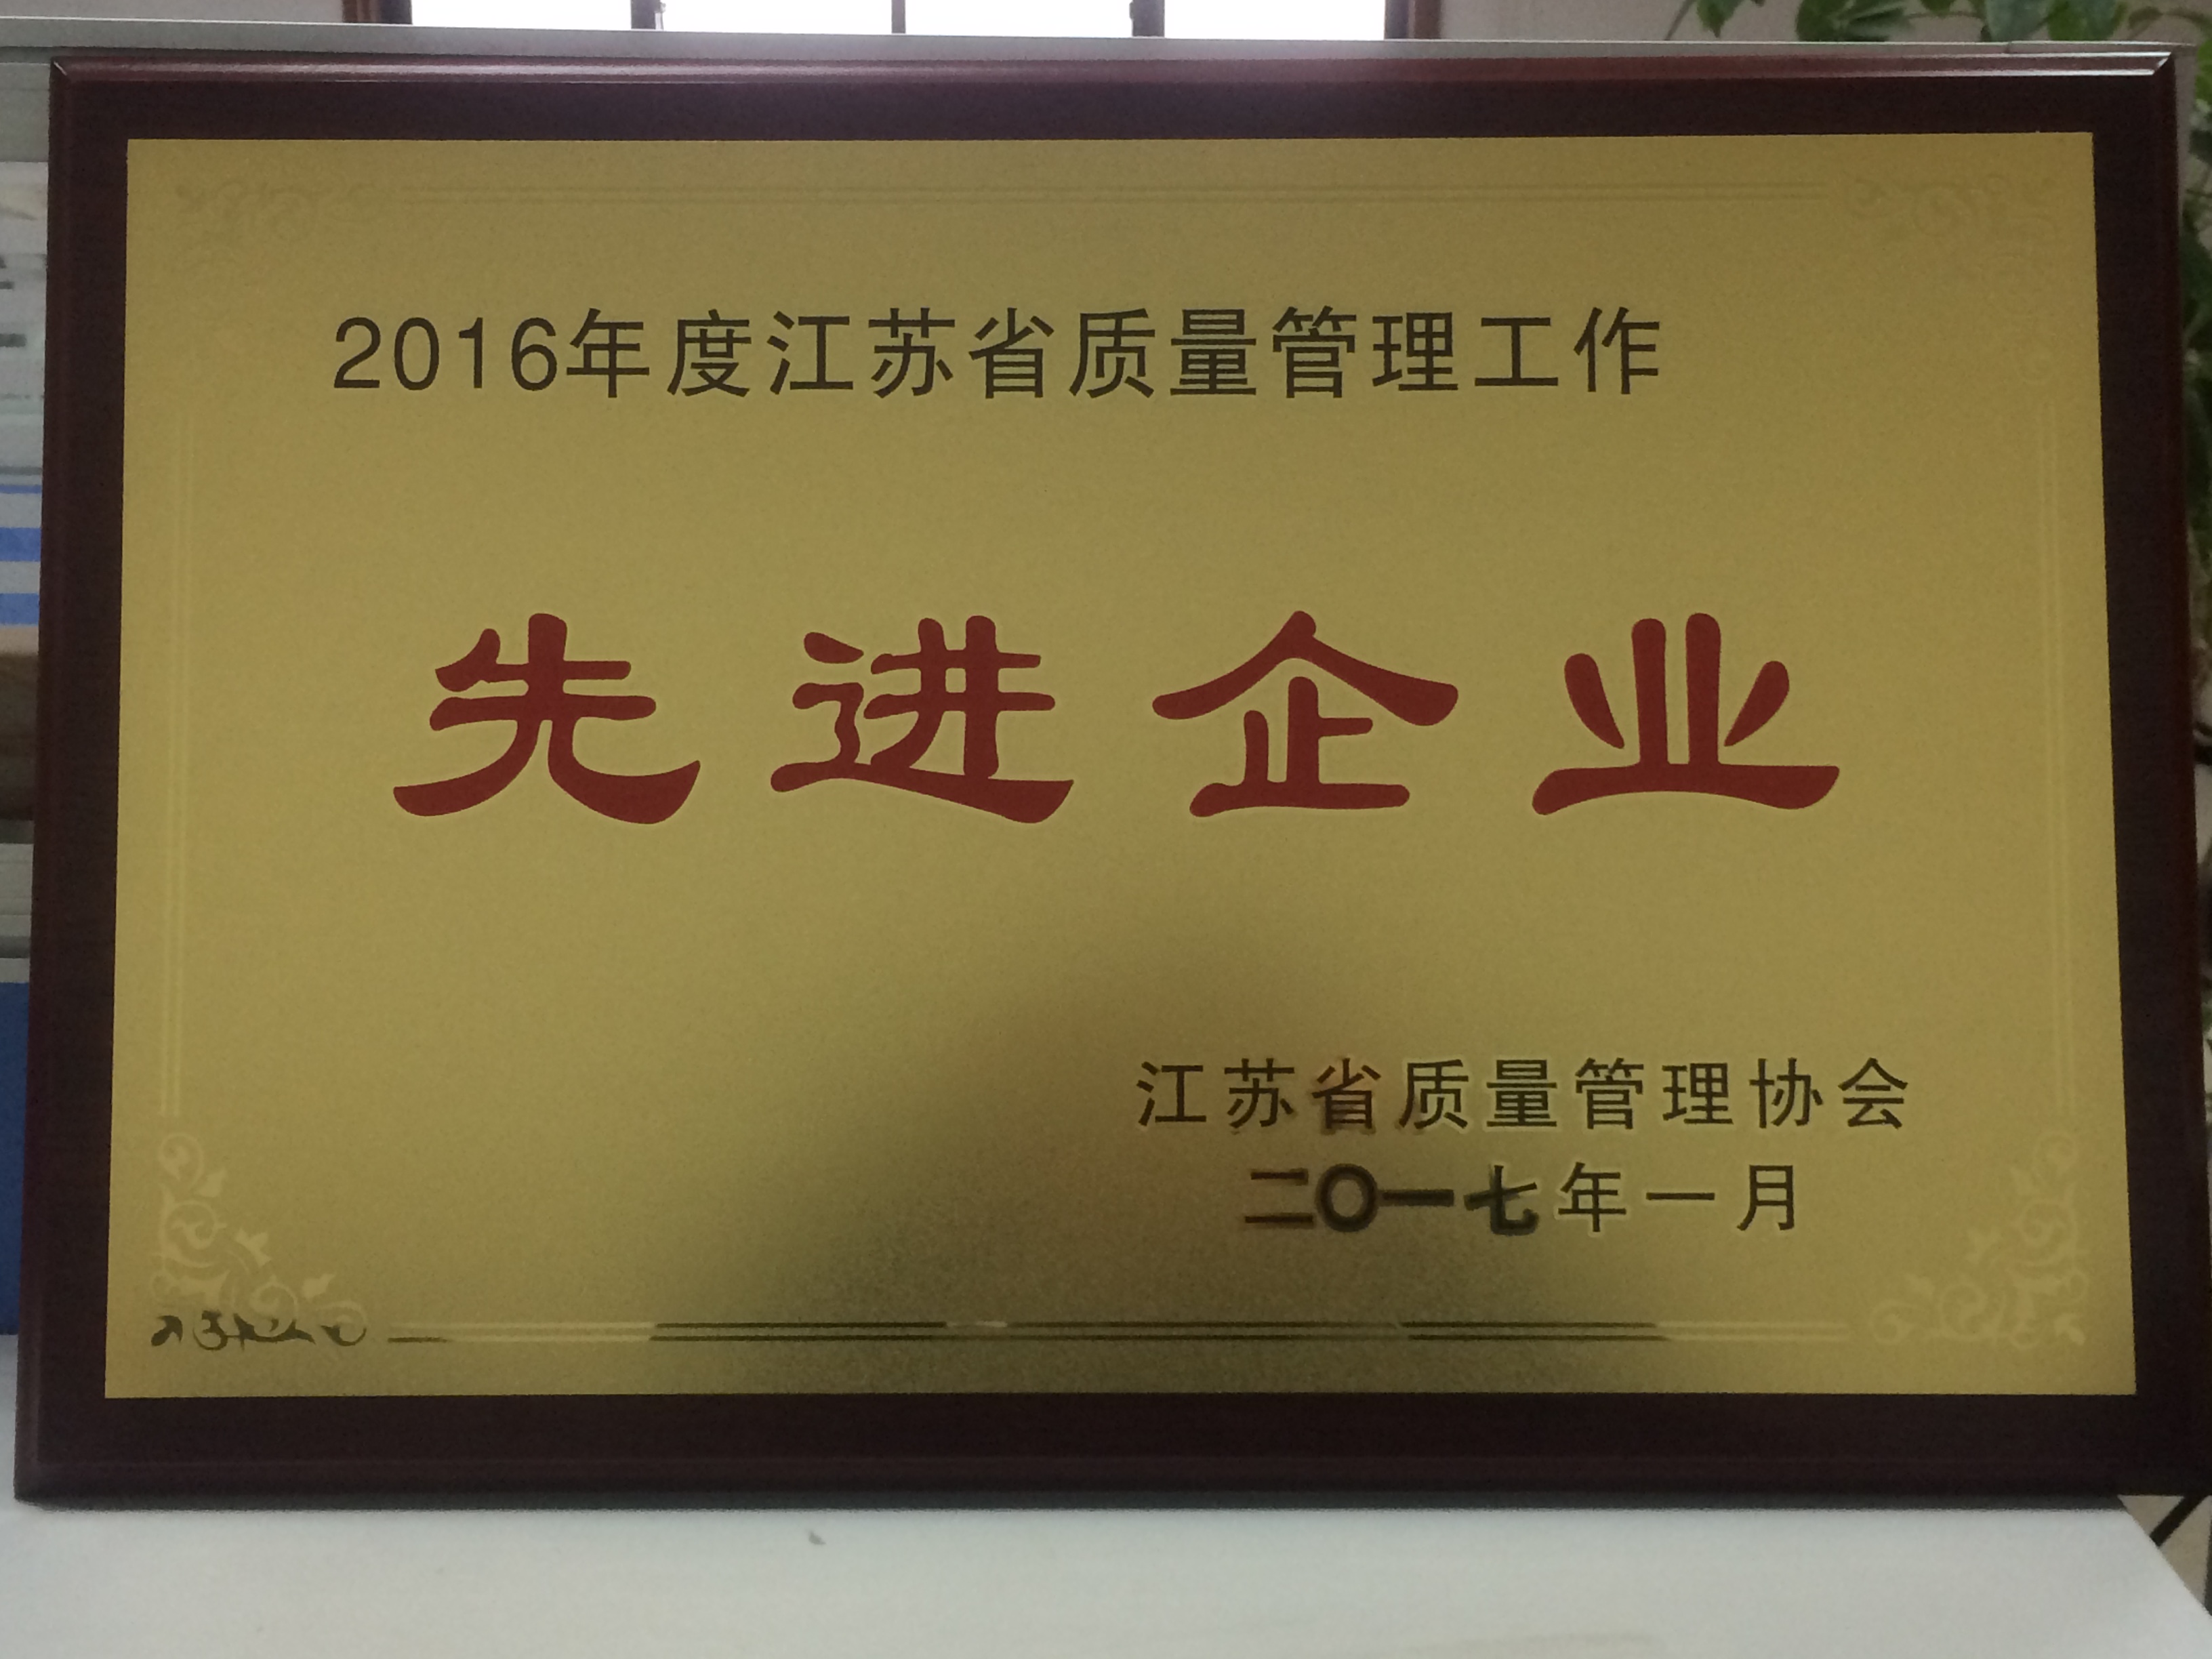 2016年度江苏省质量管理工作
先进企业
江苏省质量管理协会
二〇一七年一月